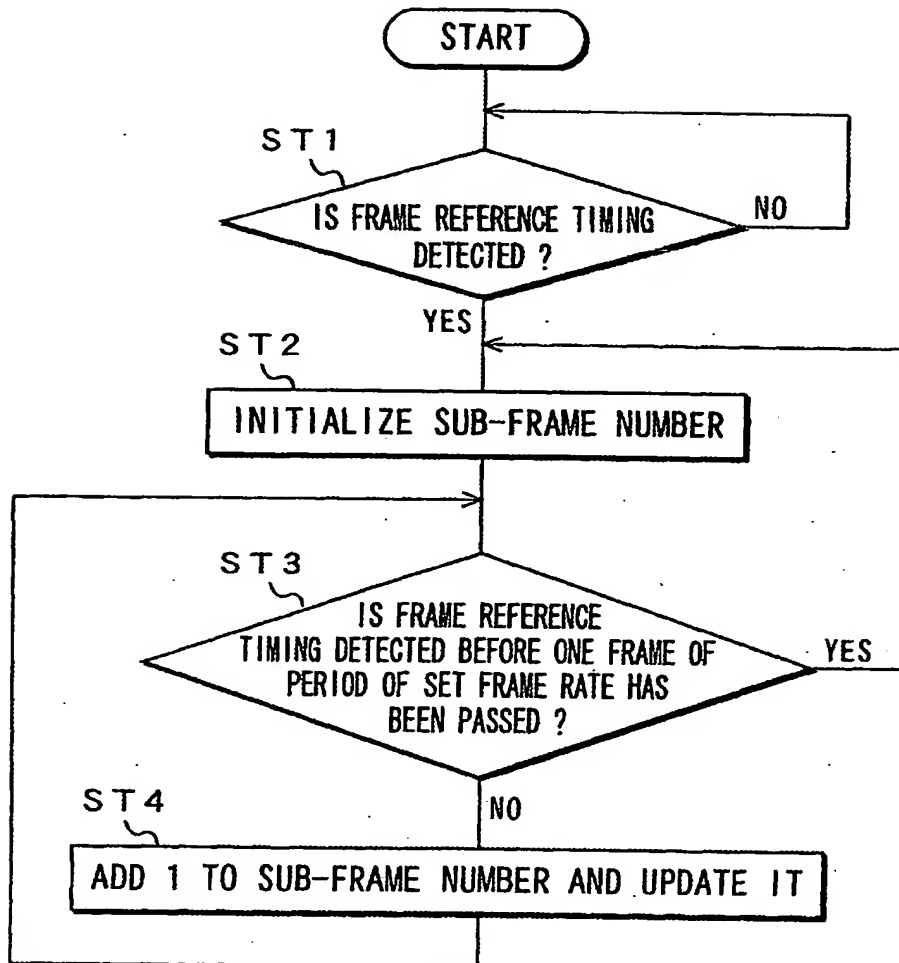 START
ST1
IS FRAME REFERENCE TIMING
DETECTED ?
NO
YES
ST2
INITIALIZE SUB-FRAME NUMBER
ST3
IS FRAME REFERENCE
TIMING DETECTED BEFORE ONE FRAME OF
PERIOD OF SET FRAME RATE HAS
BEEN PASSED ?
YES
NO
ST4
ADD 1 TO SUB-FRAME NUMBER AND UPDATE IT